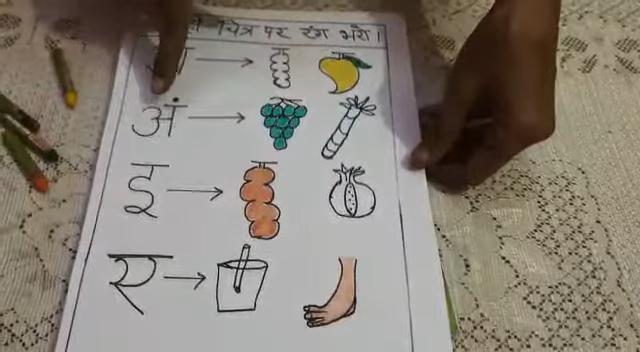 चित्र पर रंग भरो।
अं
इ
ए